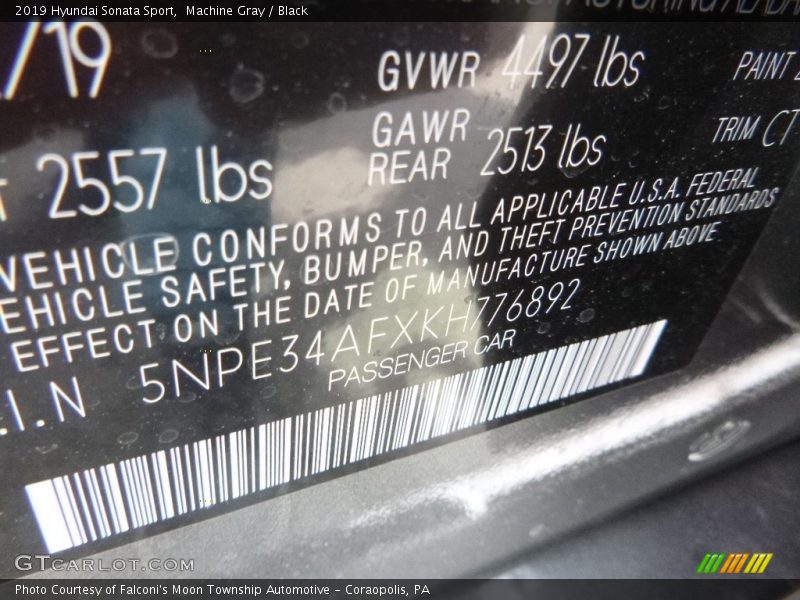 2019 Hyundai Sonata Sport, Machine Gray / Black
/19
GVWR 4497 lbs
PAINT
2557 lbs
GAWR
REAR 2513 lbs
TRIM CT
VEHICLE CONFORMS TO ALL APPLICABLE U.S.A. FEDERAL
EHICLE SAFETY, BUMPER, AND THEFT PREVENTION STANDARDS
EFFECT ON THE DATE OF MANUFACTURE SHOWN ABOVE
.I.N 5NPE34AFXKH776892
PASSENGER CAR
GTCARLOT.COM
Photo Courtesy of Falconi's Moon Township Automotive - Coraopolis, PA